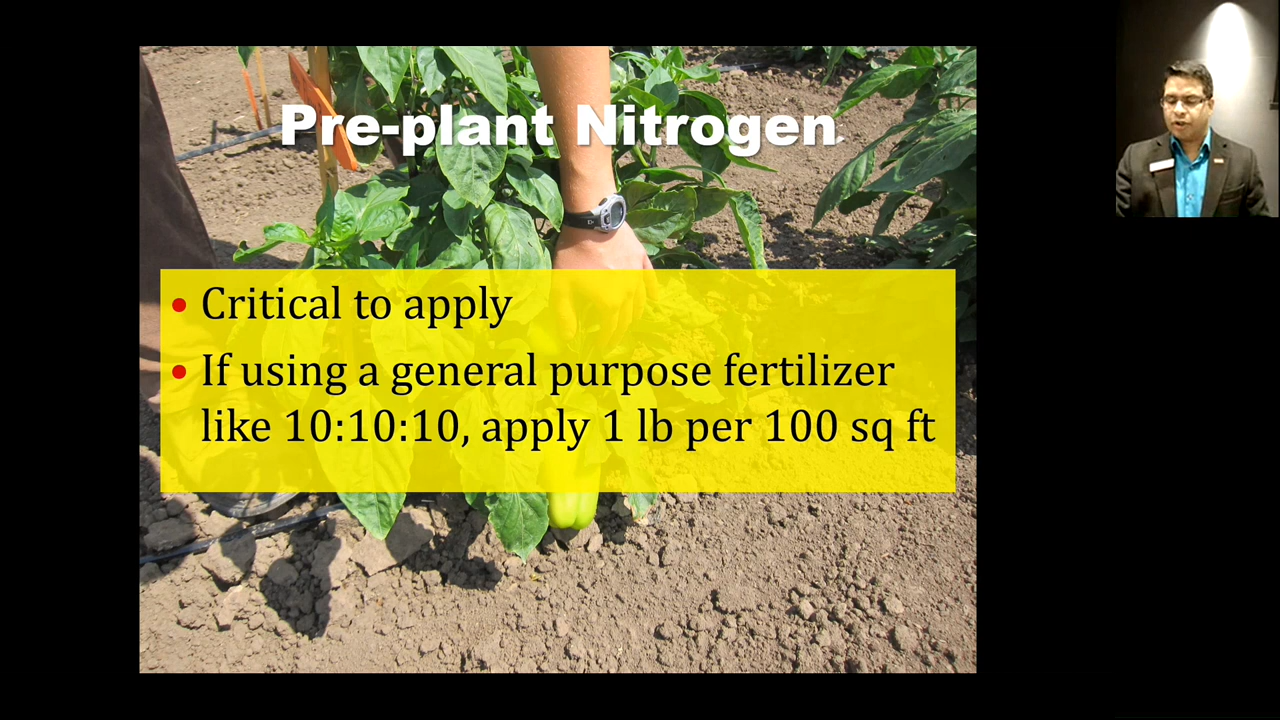 Pre-plant Nitrogen
• Critical to apply
• If using a general purpose fertilizer
like 10:10:10, apply 1 lb per 100 sq ft